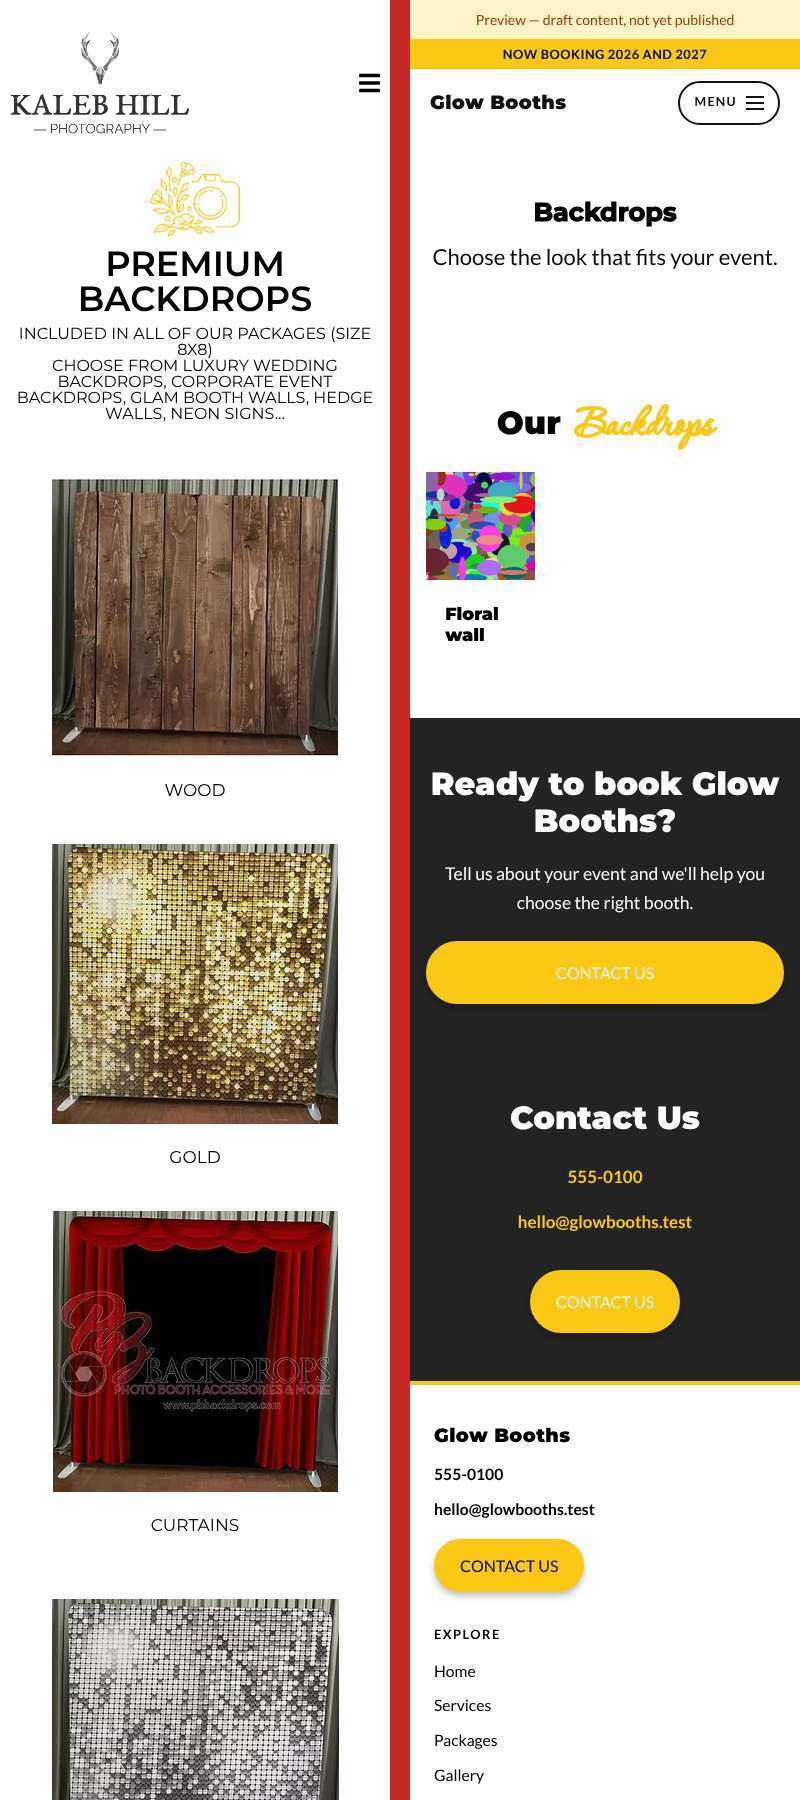 KALEB HILL
— PHOTOGRAPHY —
PREMIUM
BACKDROPS
INCLUDED IN ALL OF OUR PACKAGES (SIZE
8X8)
CHOOSE FROM LUXURY WEDDING
BACKDROPS, CORPORATE EVENT
BACKDROPS, GLAM BOOTH WALLS, HEDGE
WALLS, NEON SIGNS...
WOOD
GOLD
PBB
BACKDROPS
PHOTO BOOTH ACCESSORIES & MORE
www.pbbackdrops.com
CURTAINS
Preview — draft content, not yet published
NOW BOOKING 2026 AND 2027
Glow Booths
MENU
Backdrops
Choose the look that fits your event.
Our Backdrops
Floral
wall
Ready to book Glow
Booths?
Tell us about your event and we'll help you
choose the right booth.
CONTACT US
Contact Us
555-0100
hello@glowbooths.test
CONTACT US
Glow Booths
555-0100
hello@glowbooths.test
CONTACT US
EXPLORE
Home
Services
Packages
Gallery